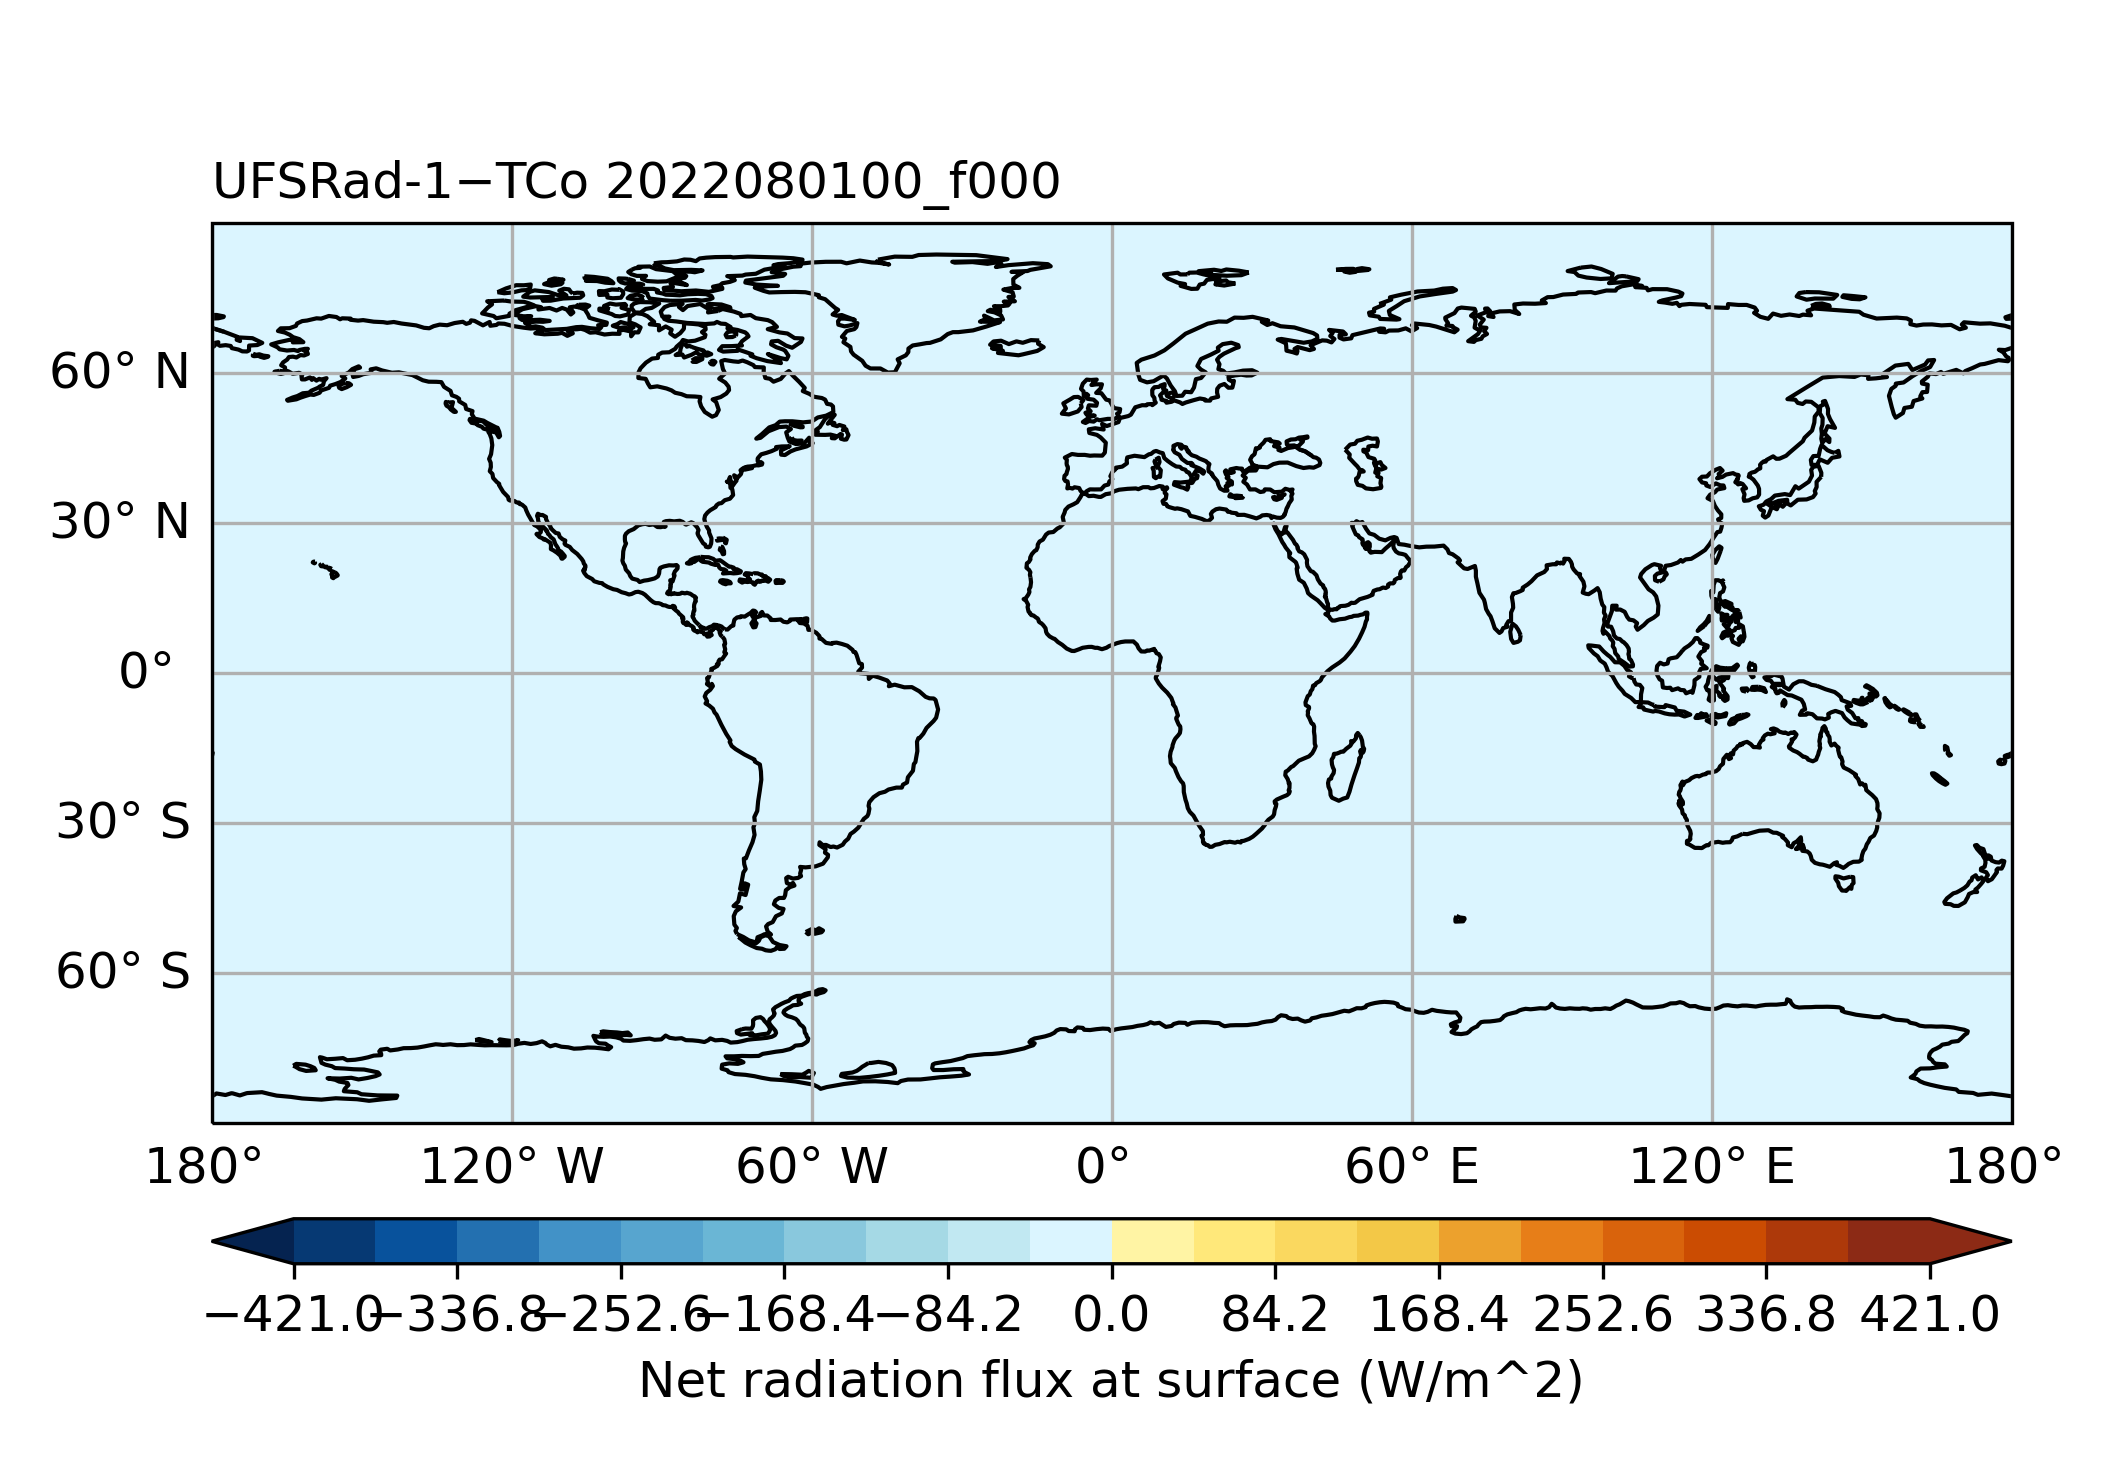 UFSRad-1−TCo 2022080100_f000
60° N
30° N
0°
30° S
60° S
180° 120° W 60° W 0° 60° E 120° E 180°
−421.0 −336.8 −252.6 −168.4 −84.2 0.0 84.2 168.4 252.6 336.8 421.0
Net radiation flux at surface (W/m^2)